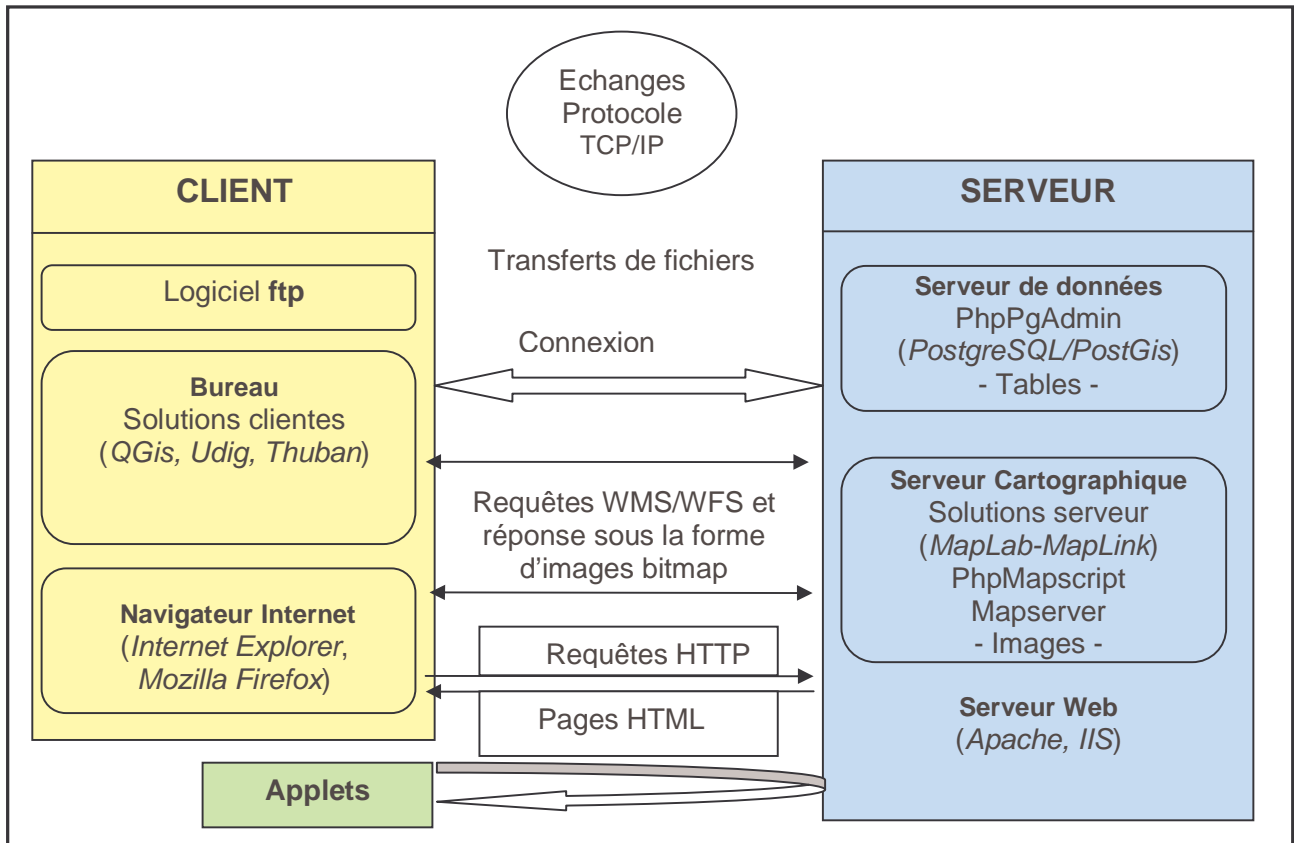 Echanges
Protocole
TCP/IP
CLIENT
Logiciel ftp
Bureau
Solutions clientes
(QGis, Udig, Thuban)
Navigateur Internet
(Internet Explorer,
Mozilla Firefox)
Applets
Transferts de fichiers
Connexion
Requêtes WMS/WFS et
réponse sous la forme
d'images bitmap
Requêtes HTTP
Pages HTML
SERVEUR
Serveur de données
PhpPgAdmin
(PostgreSQL/PostGis)
- Tables -
Serveur Cartographique
Solutions serveur
(MapLab-MapLink)
PhpMapscript
Mapserver
- Images -
Serveur Web
(Apache, IIS)